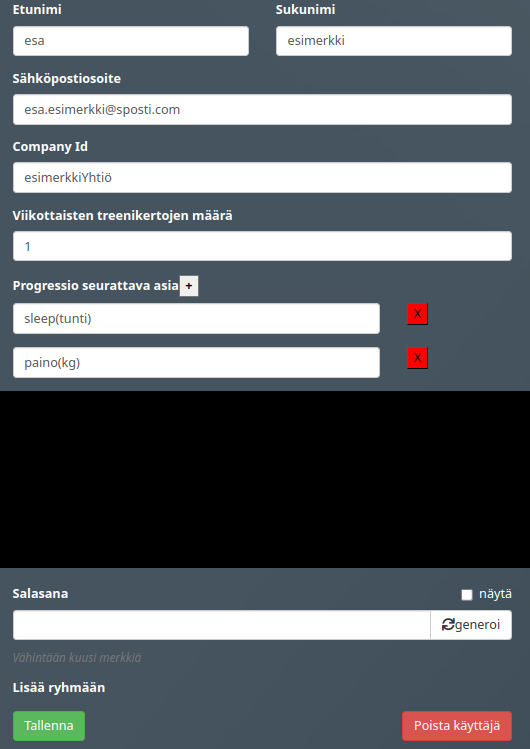 Etunimi Sukunimi
esa esimerkki
Sähköpostiosoite
esa.esimerkki@sposti.com
Company Id
esimerkkiYhtiö
Viikottaisten treenikertojen määrä
1
Progressio seurattava asia +
sleep(tunti) X
paino(kg) X
Salasana näytä
generoi
Vähintään kuusi merkkiä
Lisää ryhmään
Tallenna Poista käyttäjä